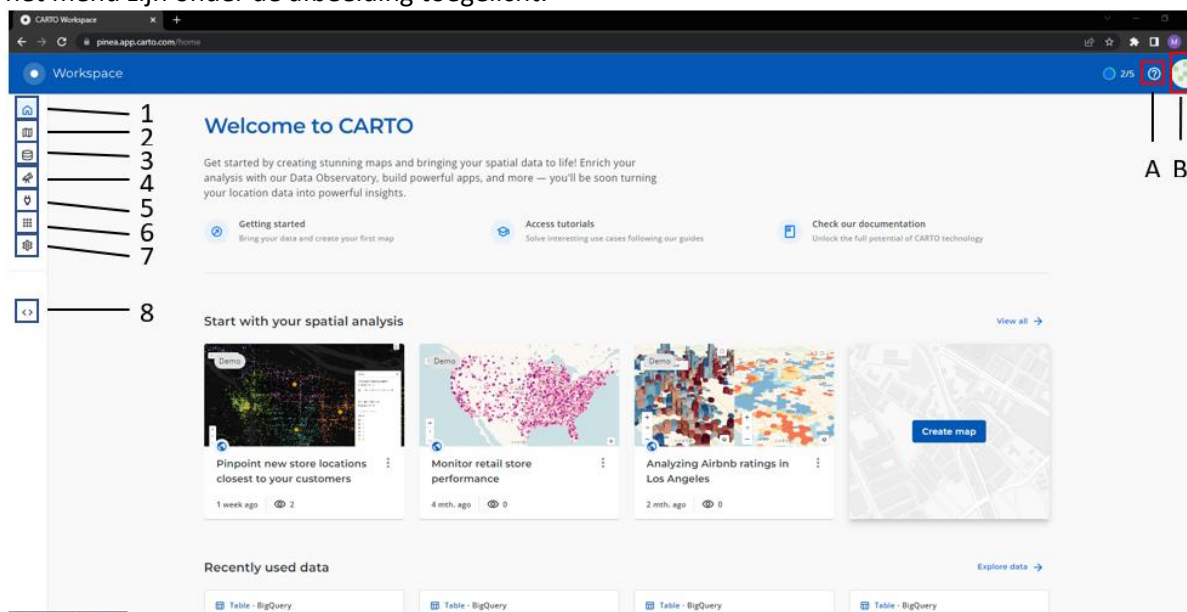 het menu zijn onder de afbeelding toegelicht.
CARTO Workspace
pinea.app.carto.com/home
M
Workspace
2/5
1
2
3
4
5
6
7
8
A B
Welcome to CARTO
Get started by creating stunning maps and bringing your spatial data to life! Enrich your
analysis with our Data Observatory, build powerful apps, and more — you'll be soon turning
your location data into powerful insights.
Getting started
Bring your data and create your first map
Access tutorials
Solve interesting use cases following our guides
Check our documentation
Unlock the full potential of CARTO technology
Start with your spatial analysis
View all
Demo
Pinpoint new store locations
closest to your customers
1 week ago 2
Demo
Monitor retail store
performance
4 mth. ago 0
Demo
Analyzing Airbnb ratings in
Los Angeles
2 mth. ago 0
Create map
Recently used data
Explore data
Table - BigQuery
Table - BigQuery
Table - BigQuery
Table - BigQuery